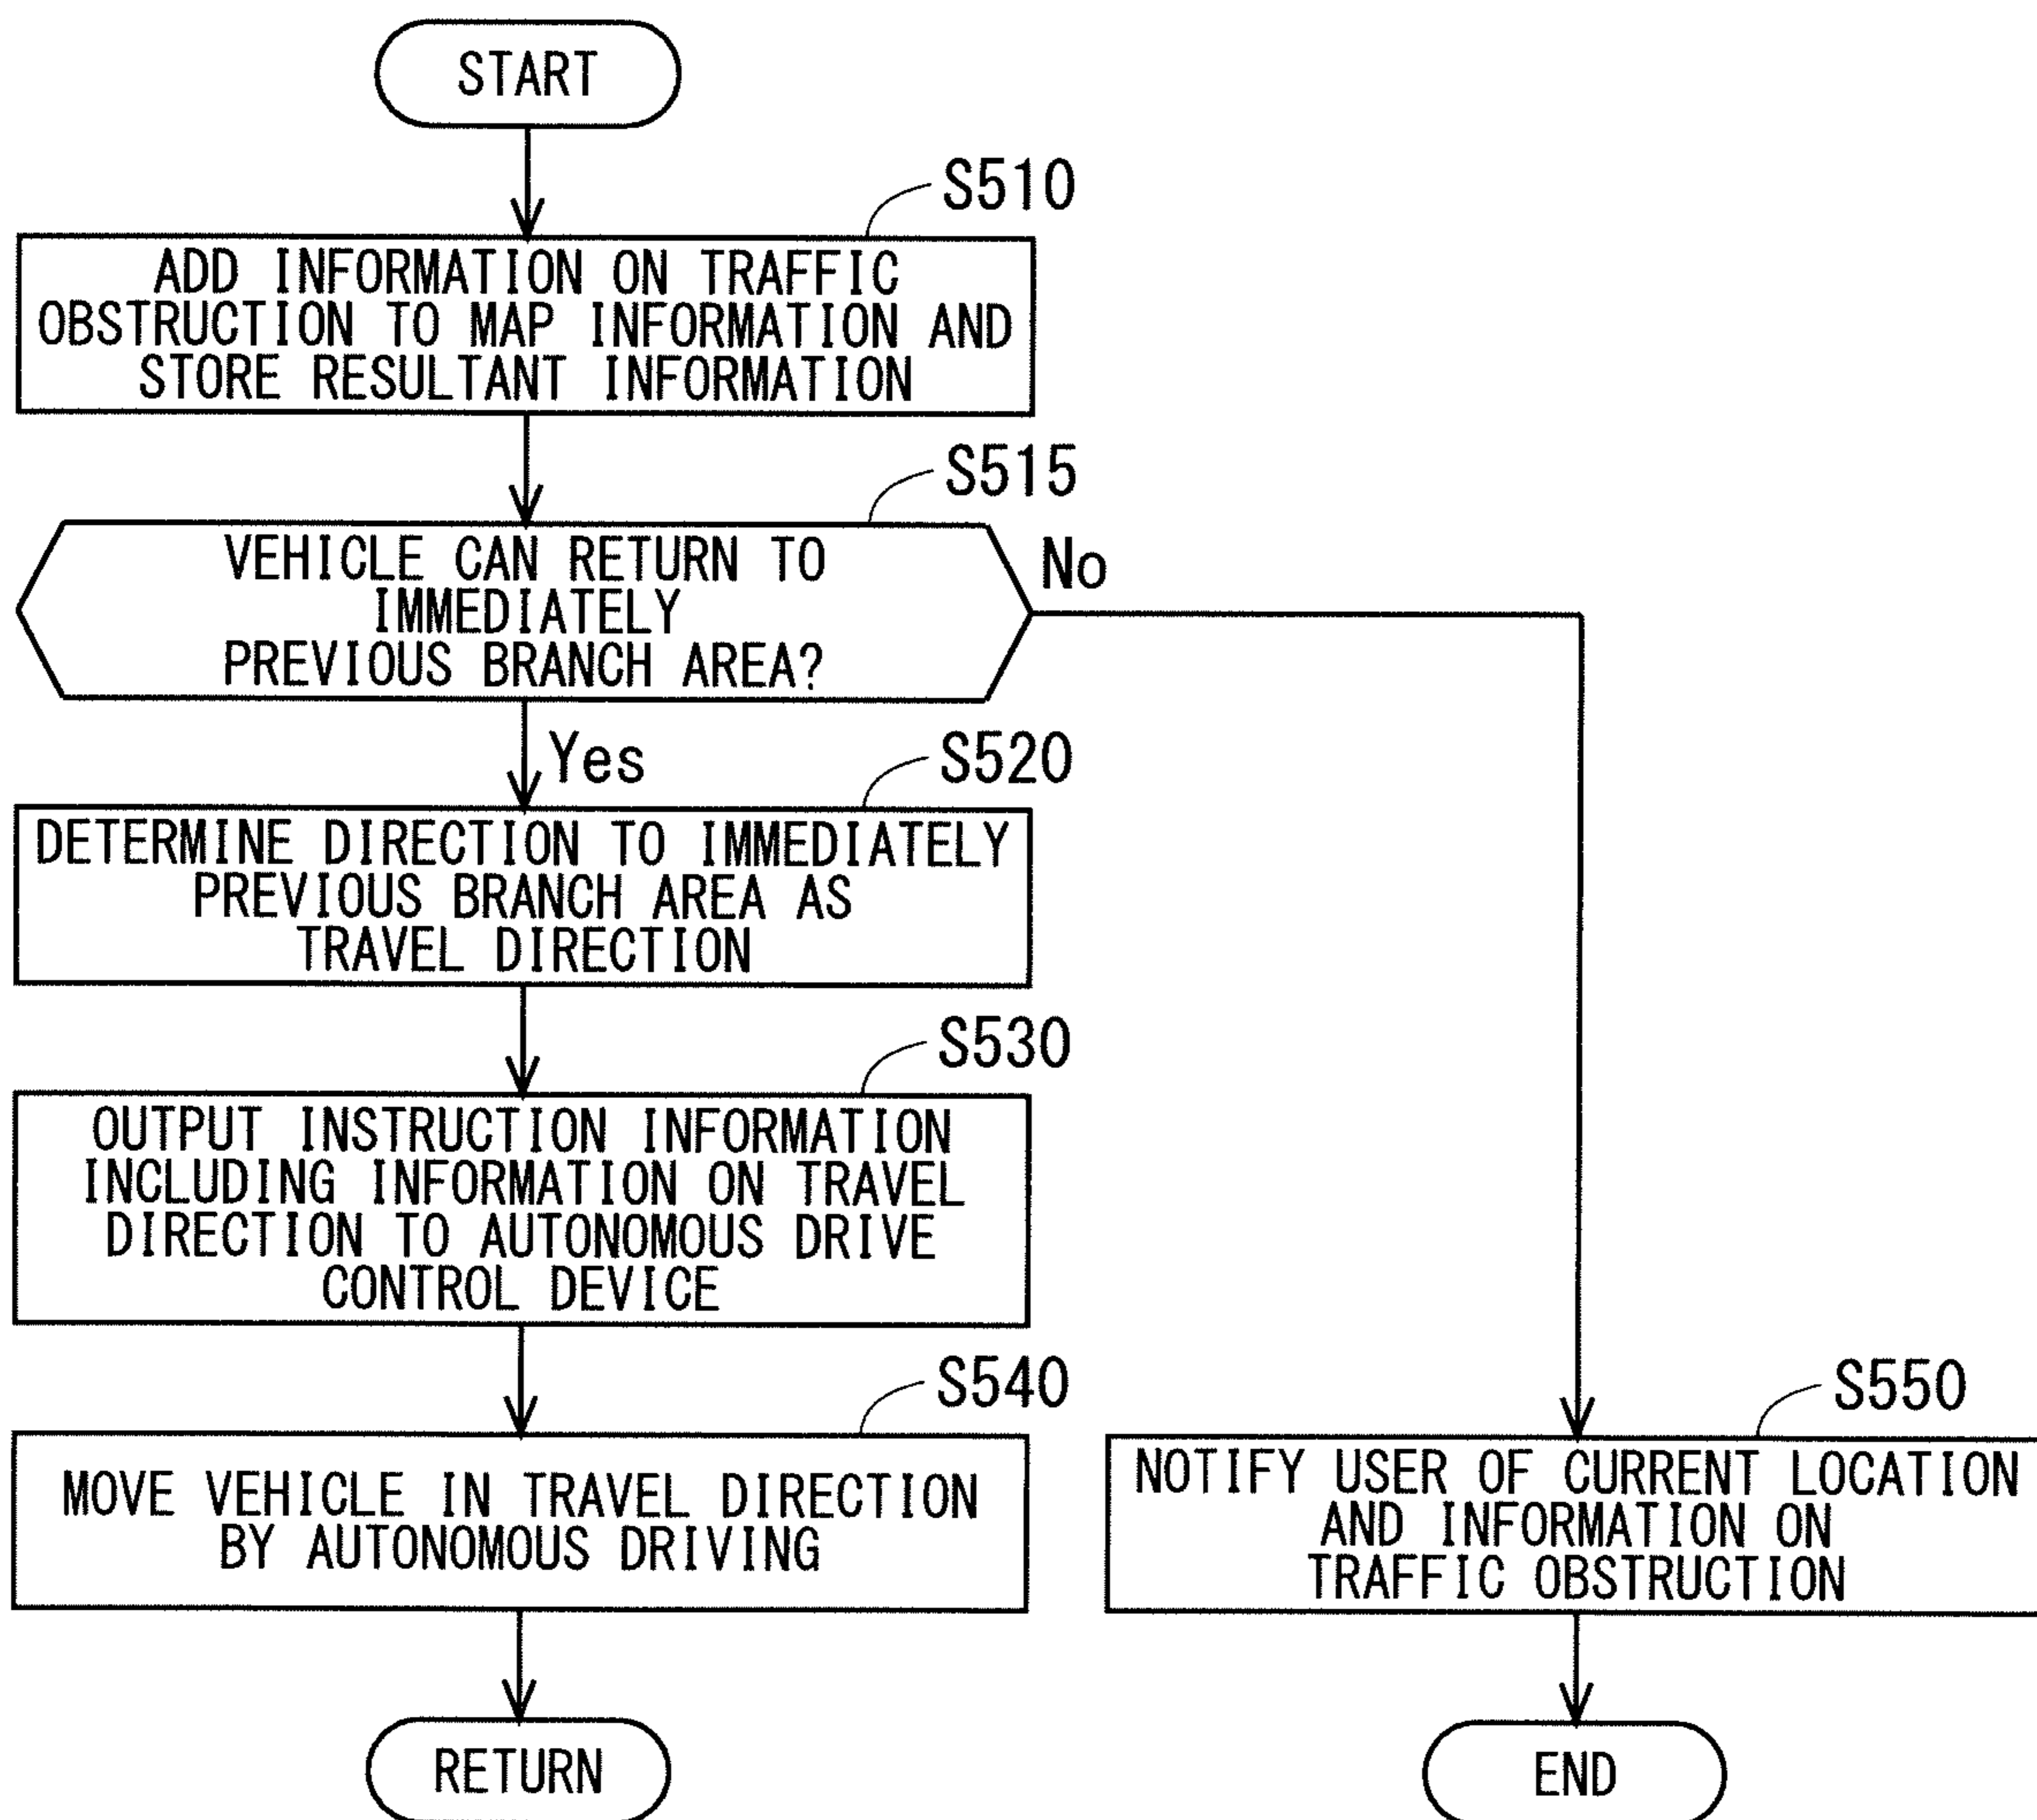 START
S510
ADD INFORMATION ON TRAFFIC
OBSTRUCTION TO MAP INFORMATION AND
STORE RESULTANT INFORMATION
S515
VEHICLE CAN RETURN TO
IMMEDIATELY
PREVIOUS BRANCH AREA?
No
Yes
S520
DETERMINE DIRECTION TO IMMEDIATELY
PREVIOUS BRANCH AREA AS
TRAVEL DIRECTION
S530
OUTPUT INSTRUCTION INFORMATION
INCLUDING INFORMATION ON TRAVEL
DIRECTION TO AUTONOMOUS DRIVE
CONTROL DEVICE
S540
MOVE VEHICLE IN TRAVEL DIRECTION
BY AUTONOMOUS DRIVING
S550
NOTIFY USER OF CURRENT LOCATION
AND INFORMATION ON
TRAFFIC OBSTRUCTION
RETURN
END